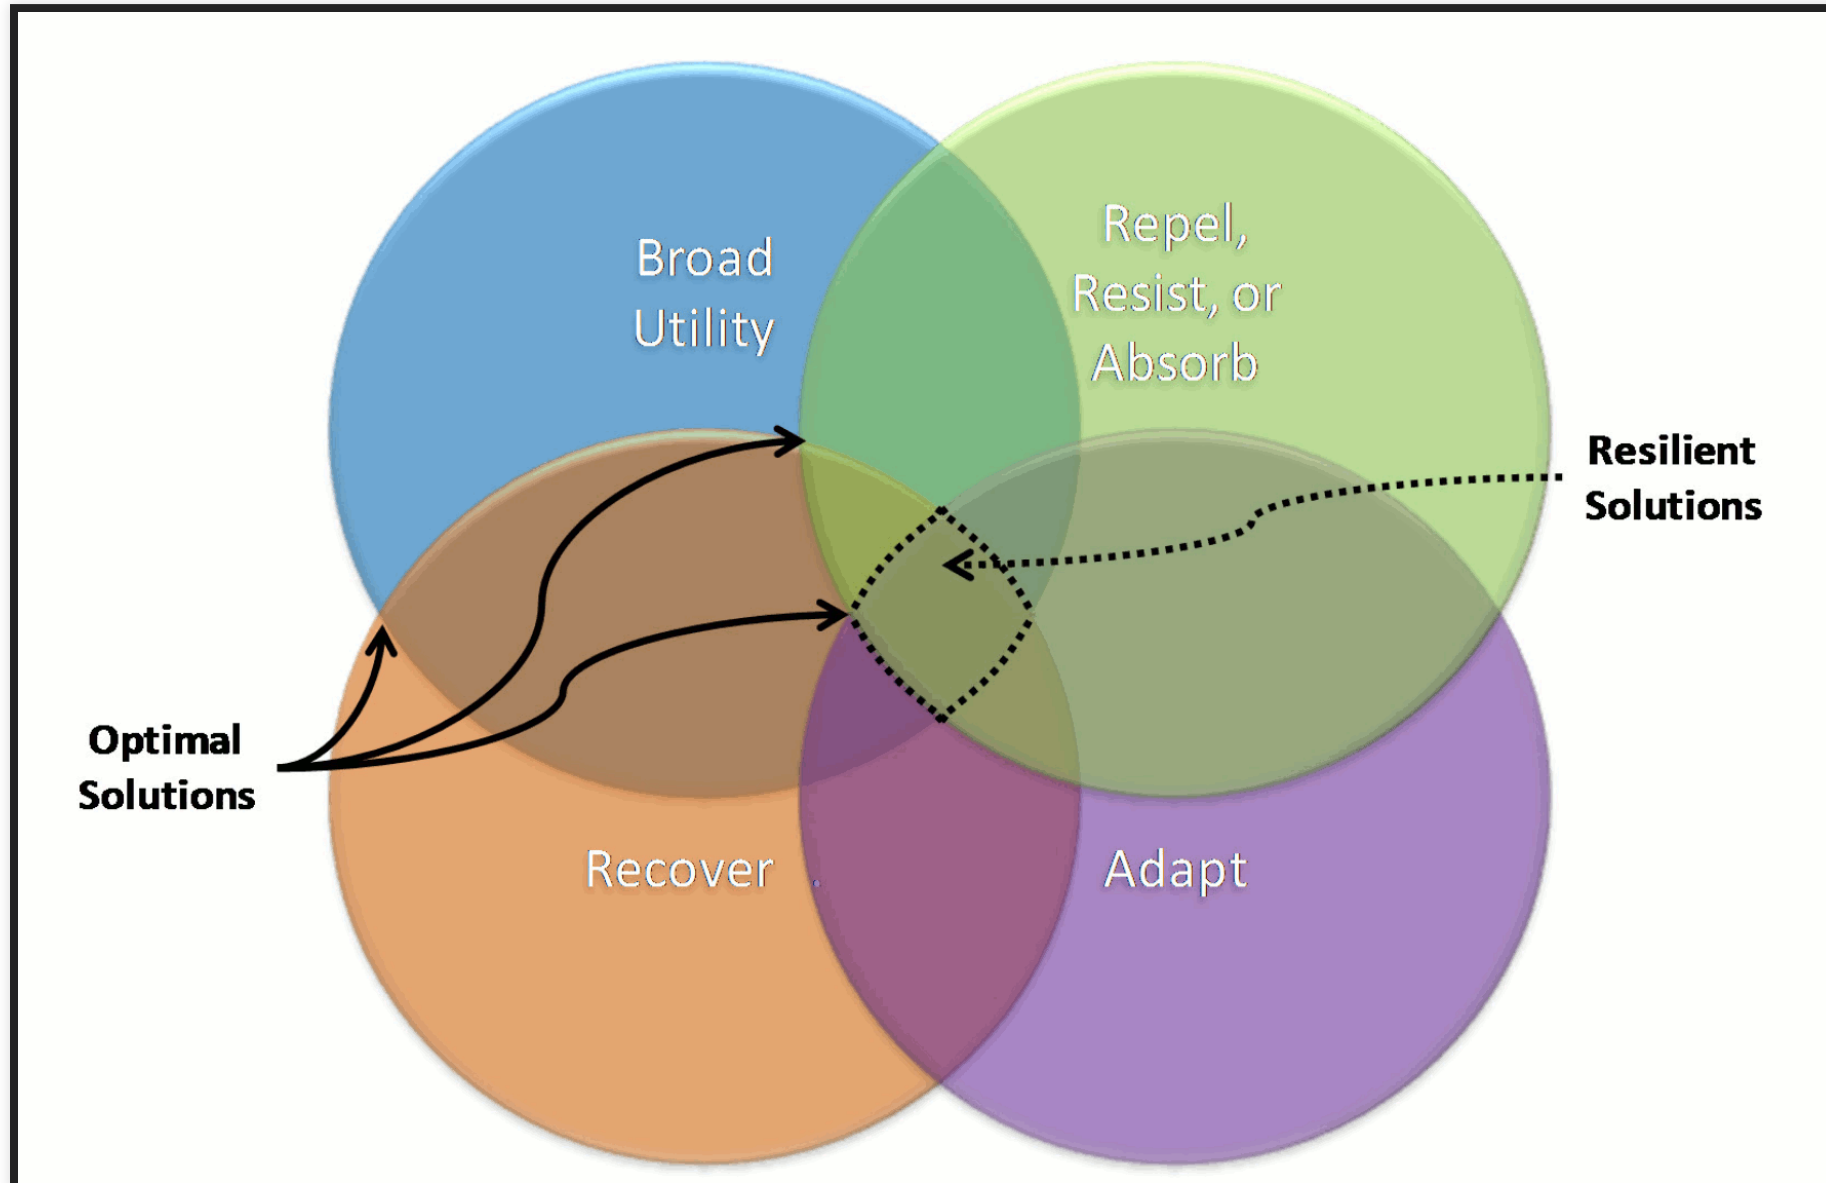 Broad
Utility
Repel,
Resist, or
Absorb
Resilient
Solutions
Optimal
Solutions
Recover
Adapt